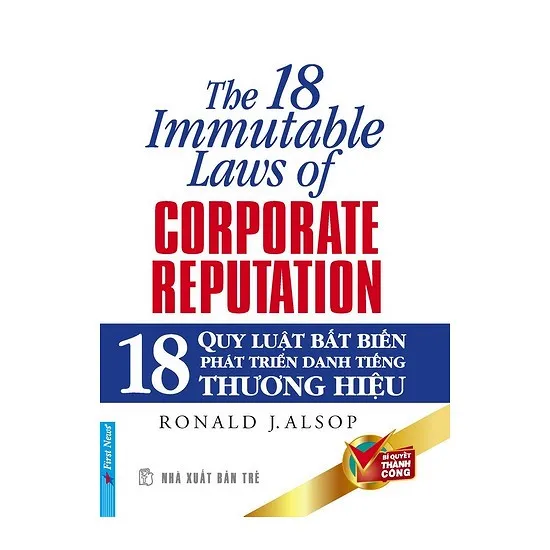 The 18
Immutable
Laws of
CORPORATE
REPUTATION
18
QUY LUẬT BẤT BIẾN
PHÁT TRIỂN DANH TIẾNG
THƯƠNG HIỆU
RONALD J. ALSOP
First News
NHÀ XUẤT BẢN TRẺ
BÍ QUYẾT
THÀNH
CÔNG